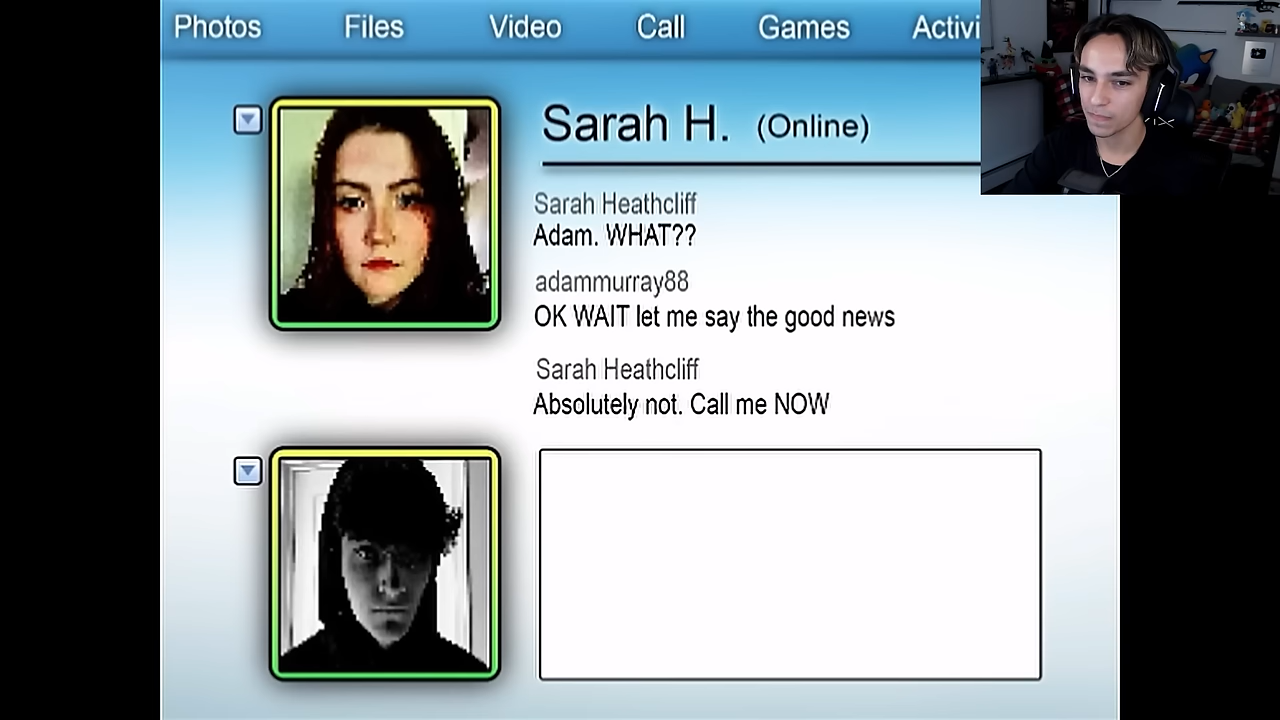 Photos Files Video Call Games Activi
Sarah H. (Online)
Sarah Heathcliff
Adam. WHAT??
adammurray88
OK WAIT let me say the good news
Sarah Heathcliff
Absolutely not. Call me NOW